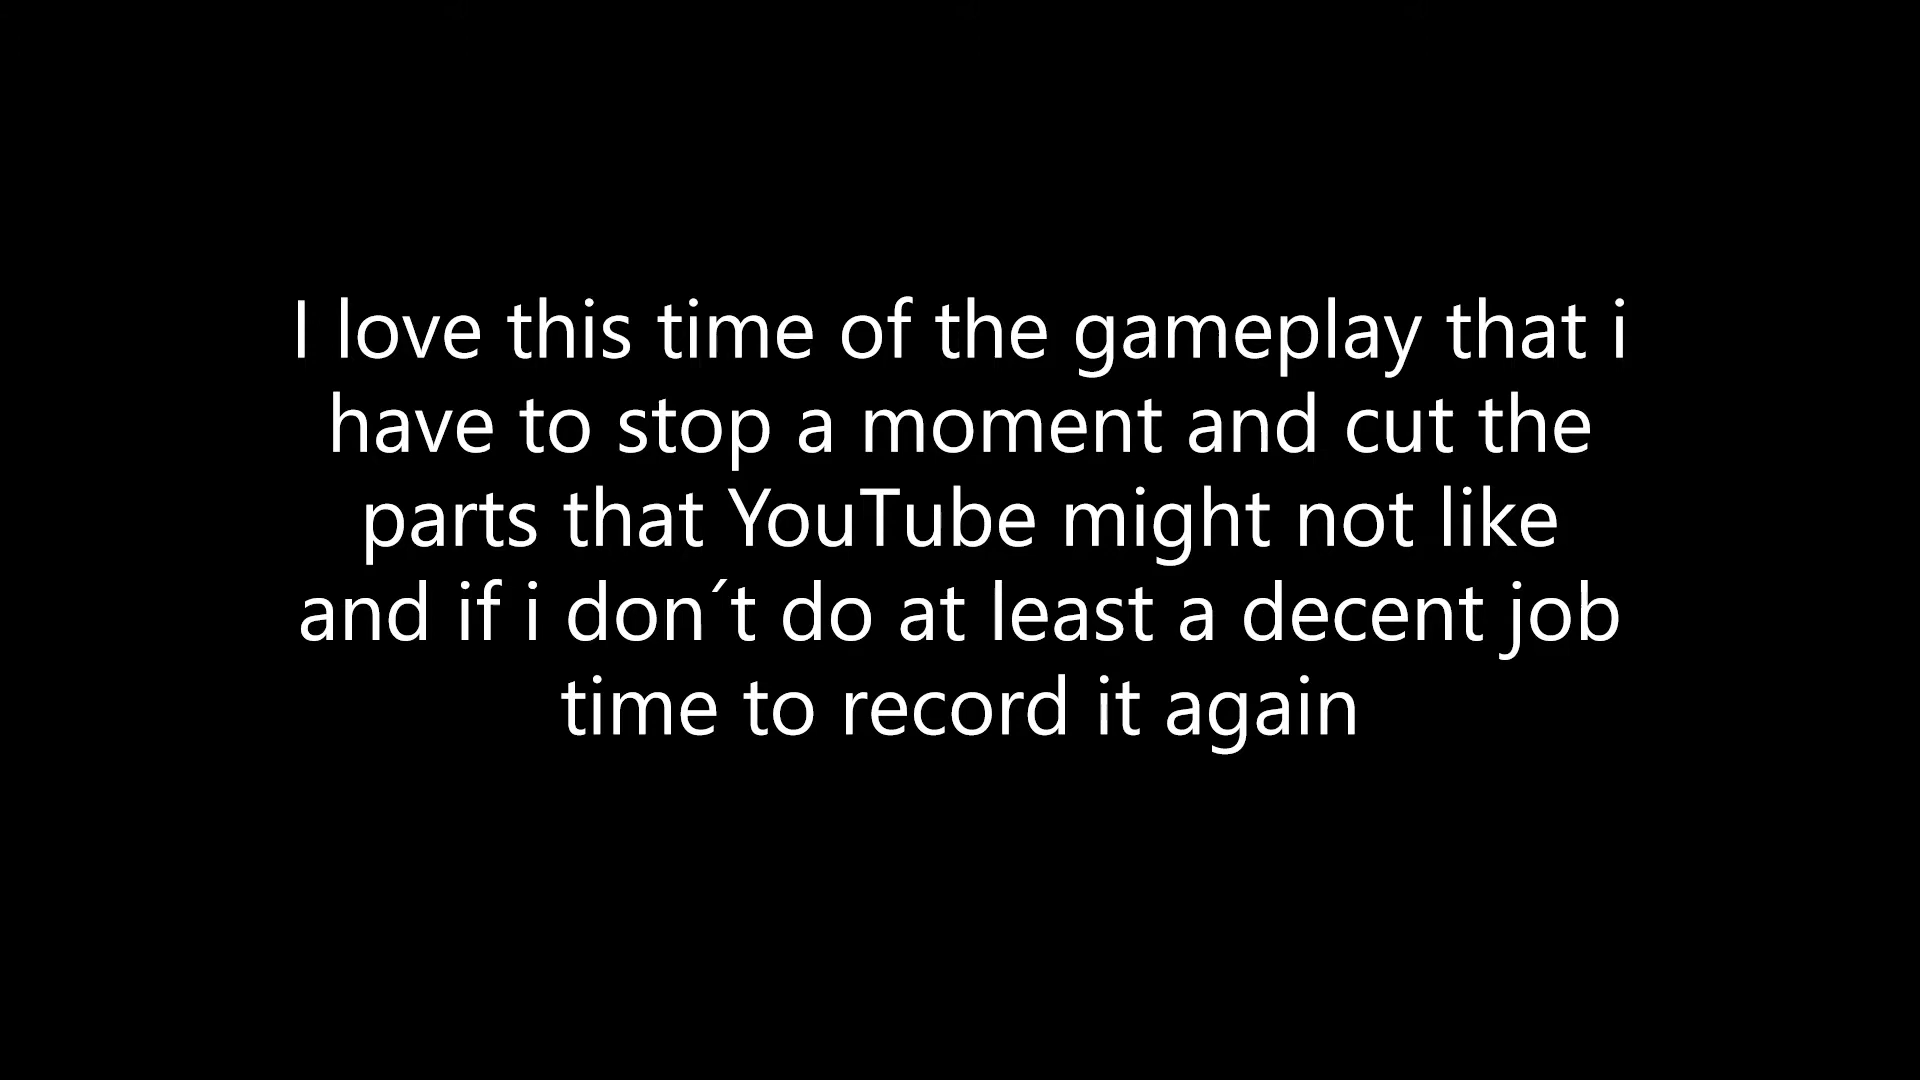 I love this time of the gameplay that i
have to stop a moment and cut the
parts that YouTube might not like
and if i don´t do at least a decent job
time to record it again